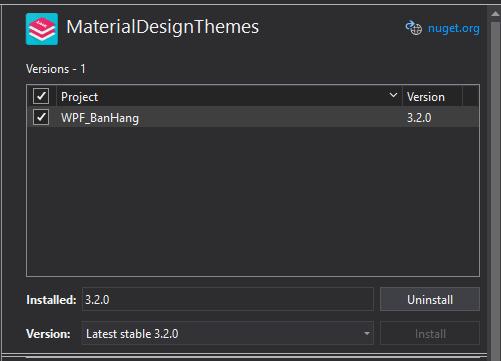 MaterialDesignThemes
nuget.org
Versions - 1
Project Version
WPF_BanHang 3.2.0
Installed: 3.2.0 Uninstall
Version: Latest stable 3.2.0 Install